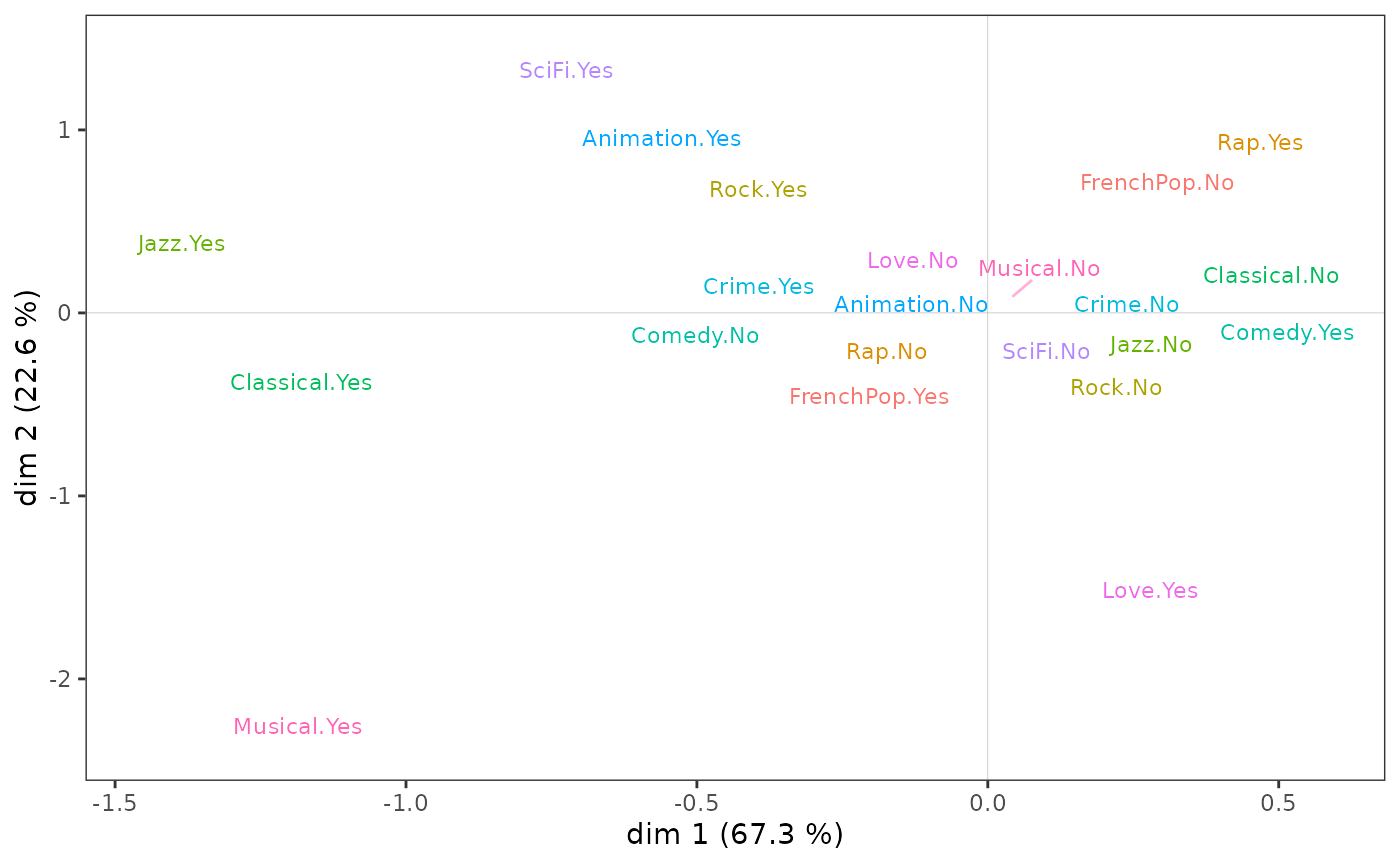 SciFi.Yes
Animation.Yes
Rap.Yes
1
FrenchPop.No
Rock.Yes
Jazz.Yes
Love.No
Musical.No
Classical.No
Crime.Yes
Animation.No
Crime.No
0
Comedy.No
Comedy.Yes
Rap.No
SciFi.No
Jazz.No
Classical.Yes
Rock.No
FrenchPop.Yes
dim 2 (22.6 %)
-1
Love.Yes
-2
Musical.Yes
-1.5 -1.0 -0.5 0.0 0.5
dim 1 (67.3 %)